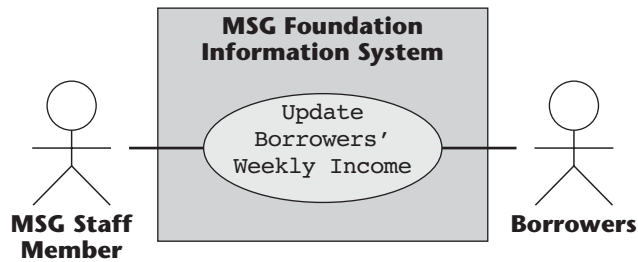 MSG Foundation
Information System
Update
Borrowers’
Weekly Income
MSG Staff
Member
Borrowers